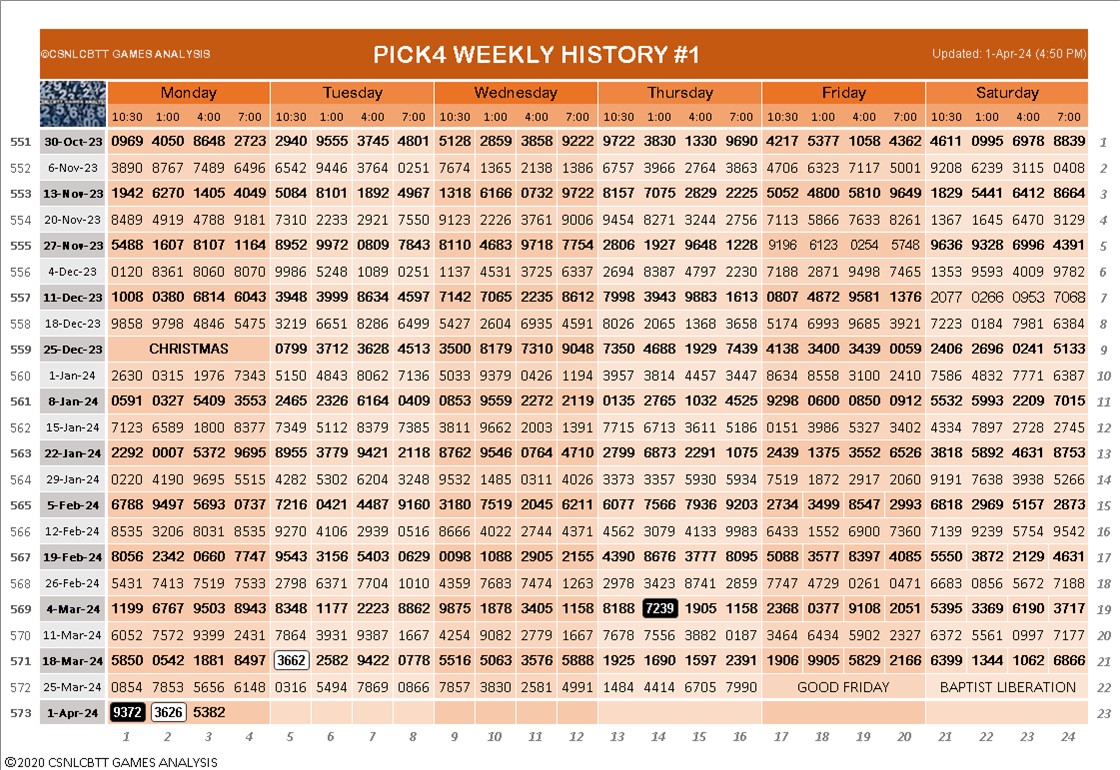 ©CSNLCBTT GAMES ANALYSIS PICK4 WEEKLY HISTORY #1 Updated: 1-Apr-24 (4:50 PM)
Monday Tuesday Wednesday Thursday Friday Saturday
10:30 1:00 4:00 7:00 10:30 1:00 4:00 7:00 10:30 1:00 4:00 7:00 10:30 1:00 4:00 7:00 10:30 1:00 4:00 7:00 10:30 1:00 4:00 7:00
551 30-Oct-23 0969 4050 8648 2723 2940 9555 3745 4801 5128 2859 3858 9222 9722 3830 1330 9690 4217 5377 1058 4362 4611 0995 6978 8839 1
552 6-Nov-23 3890 8767 7489 6496 6542 9446 3764 0251 7674 1365 2138 1386 6757 3966 2764 3863 4706 6323 7117 5001 9208 6239 3115 0408 2
553 13-Nov-23 1942 6270 1405 4049 5084 8101 1892 4967 1318 6166 0732 9722 8157 7075 2829 2225 5052 4800 5810 9649 1829 5441 6412 8664 3
554 20-Nov-23 8489 4919 4788 9181 7310 2233 2921 7550 9123 2226 3761 9006 9454 8271 3244 2756 7113 5866 7633 8261 1367 1645 6470 3129 4
555 27-Nov-23 5488 1607 8107 1164 8952 9972 0809 7843 8110 4683 9718 7754 2806 1927 9648 1228 9196 6123 0254 5748 9636 9328 6996 4391 5
556 4-Dec-23 0120 8361 8060 8070 9986 5248 1089 0251 1137 4531 3725 6337 2694 8387 4797 2230 7188 2871 9498 7465 1353 9593 4009 9782 6
557 11-Dec-23 1008 0380 6814 6043 3948 3999 8634 4597 7142 7065 2235 8612 7998 3943 9883 1613 0807 4872 9581 1376 2077 0266 0953 7068 7
558 18-Dec-23 9858 9798 4846 5475 3219 6651 8286 6499 5427 2604 6935 4591 8026 2065 1368 3658 5174 6993 9685 3921 7223 0184 7981 6384 8
559 25-Dec-23 CHRISTMAS 0799 3712 3628 4513 3500 8179 7310 9048 7350 4688 1929 7439 4138 3400 3439 0059 2406 2696 0241 5133 9
560 1-Jan-24 2630 0315 1976 7343 5150 4843 8062 7136 5033 9379 0426 1194 3957 3814 4457 3447 8634 8558 3100 2410 7586 4832 7771 6387 10
561 8-Jan-24 0591 0327 5409 3553 2465 2326 6164 0409 0853 9559 2272 2119 0135 2765 1032 4525 9298 0600 0850 0912 5532 5993 2209 7015 11
562 15-Jan-24 7123 6589 1800 8377 7349 5112 8379 7385 3811 9662 2003 1391 7715 6713 3611 5186 0151 3986 5327 3402 4334 7897 2728 2745 12
563 22-Jan-24 2292 0007 5372 9695 8955 3779 9421 2118 8762 9546 0764 4710 2799 6873 2291 1075 2439 1375 3552 6526 3818 5892 4631 8753 13
564 29-Jan-24 0220 4190 9695 5515 4282 5302 6204 3248 9532 1485 0311 4026 3373 3357 5930 5934 7519 1872 2917 2060 9191 7638 3938 5266 14
565 5-Feb-24 6788 9497 5693 0737 7216 0421 4487 9160 3180 7519 2045 6211 6077 7566 7936 9203 2734 3499 8547 2993 6818 2969 5157 2873 15
566 12-Feb-24 8535 3206 8031 8535 9270 4106 2939 0516 8666 4022 2744 4371 4562 3079 4133 9983 6433 1552 6900 7360 7139 9239 5754 9542 16
567 19-Feb-24 8056 2342 0660 7747 9543 3156 5403 0629 0098 1088 2905 2155 4390 8676 3777 8095 5088 3577 8397 4085 5550 3872 2129 4631 17
568 26-Feb-24 5431 7413 7519 7533 2798 6371 7704 1010 4359 7683 7474 1263 2978 3423 8741 2859 7747 4729 0261 0471 6683 0856 5672 7188 18
569 4-Mar-24 1199 6767 9503 8943 8348 1177 2223 8862 9875 1878 3405 1158 8188 7239 1905 1158 2368 0377 9108 2051 5395 3369 6190 3717 19
570 11-Mar-24 6052 7572 9399 2431 7864 3931 9387 1667 4254 9082 2779 1667 7678 7556 3882 0187 3464 6434 5902 2327 6372 5561 0997 7177 20
571 18-Mar-24 5850 0542 1881 8497 3662 2582 9422 0778 5516 5063 3576 5888 1925 1690 1597 2391 1906 9905 5829 2166 6399 1344 1062 6866 21
572 25-Mar-24 0854 7853 5656 6148 0316 5494 7869 0866 7857 3830 2581 4991 1484 4414 6705 7990 GOOD FRIDAY BAPTIST LIBERATION 22
573 1-Apr-24 9372 3626 5382 23
1 2 3 4 5 6 7 8 9 10 11 12 13 14 15 16 17 18 19 20 21 22 23 24
©2020 CSNLCBTT GAMES ANALYSIS